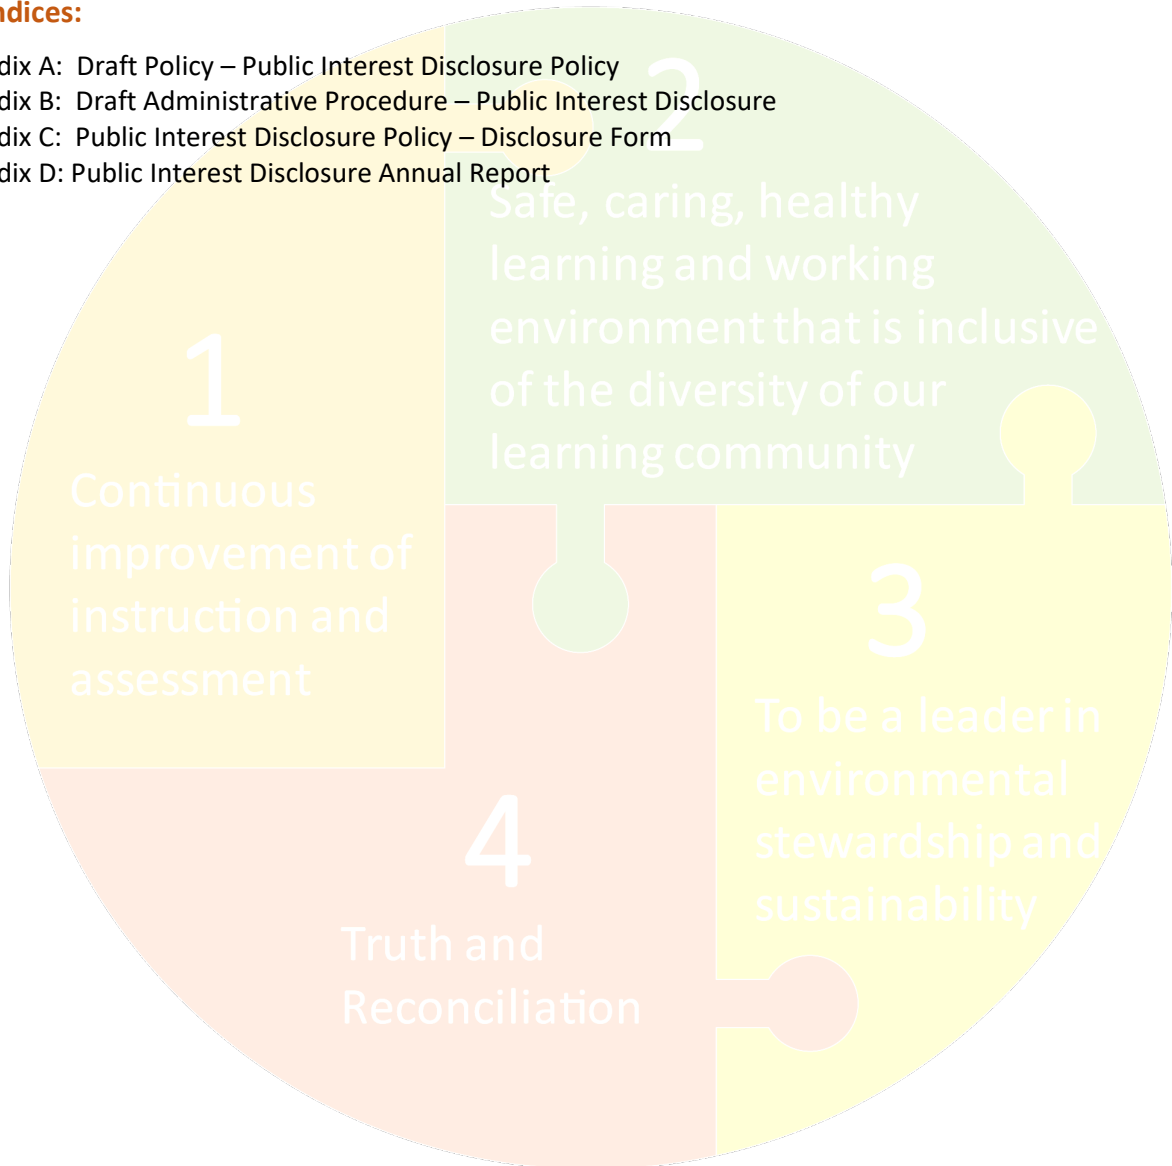 ndices:
dix A:  Draft Policy – Public Interest Disclosure Policy
dix B:  Draft Administrative Procedure – Public Interest Disclosure
dix C:  Public Interest Disclosure Policy – Disclosure Form
dix D: Public Interest Disclosure Annual Report
1
Continuous
improvement of
instruction and
assessment
2
Safe, caring, healthy
learning and working
environment that is inclusive
of the diversity of our
learning community
3
To be a leader in
environmental
stewardship and
sustainability
4
Truth and
Reconciliation